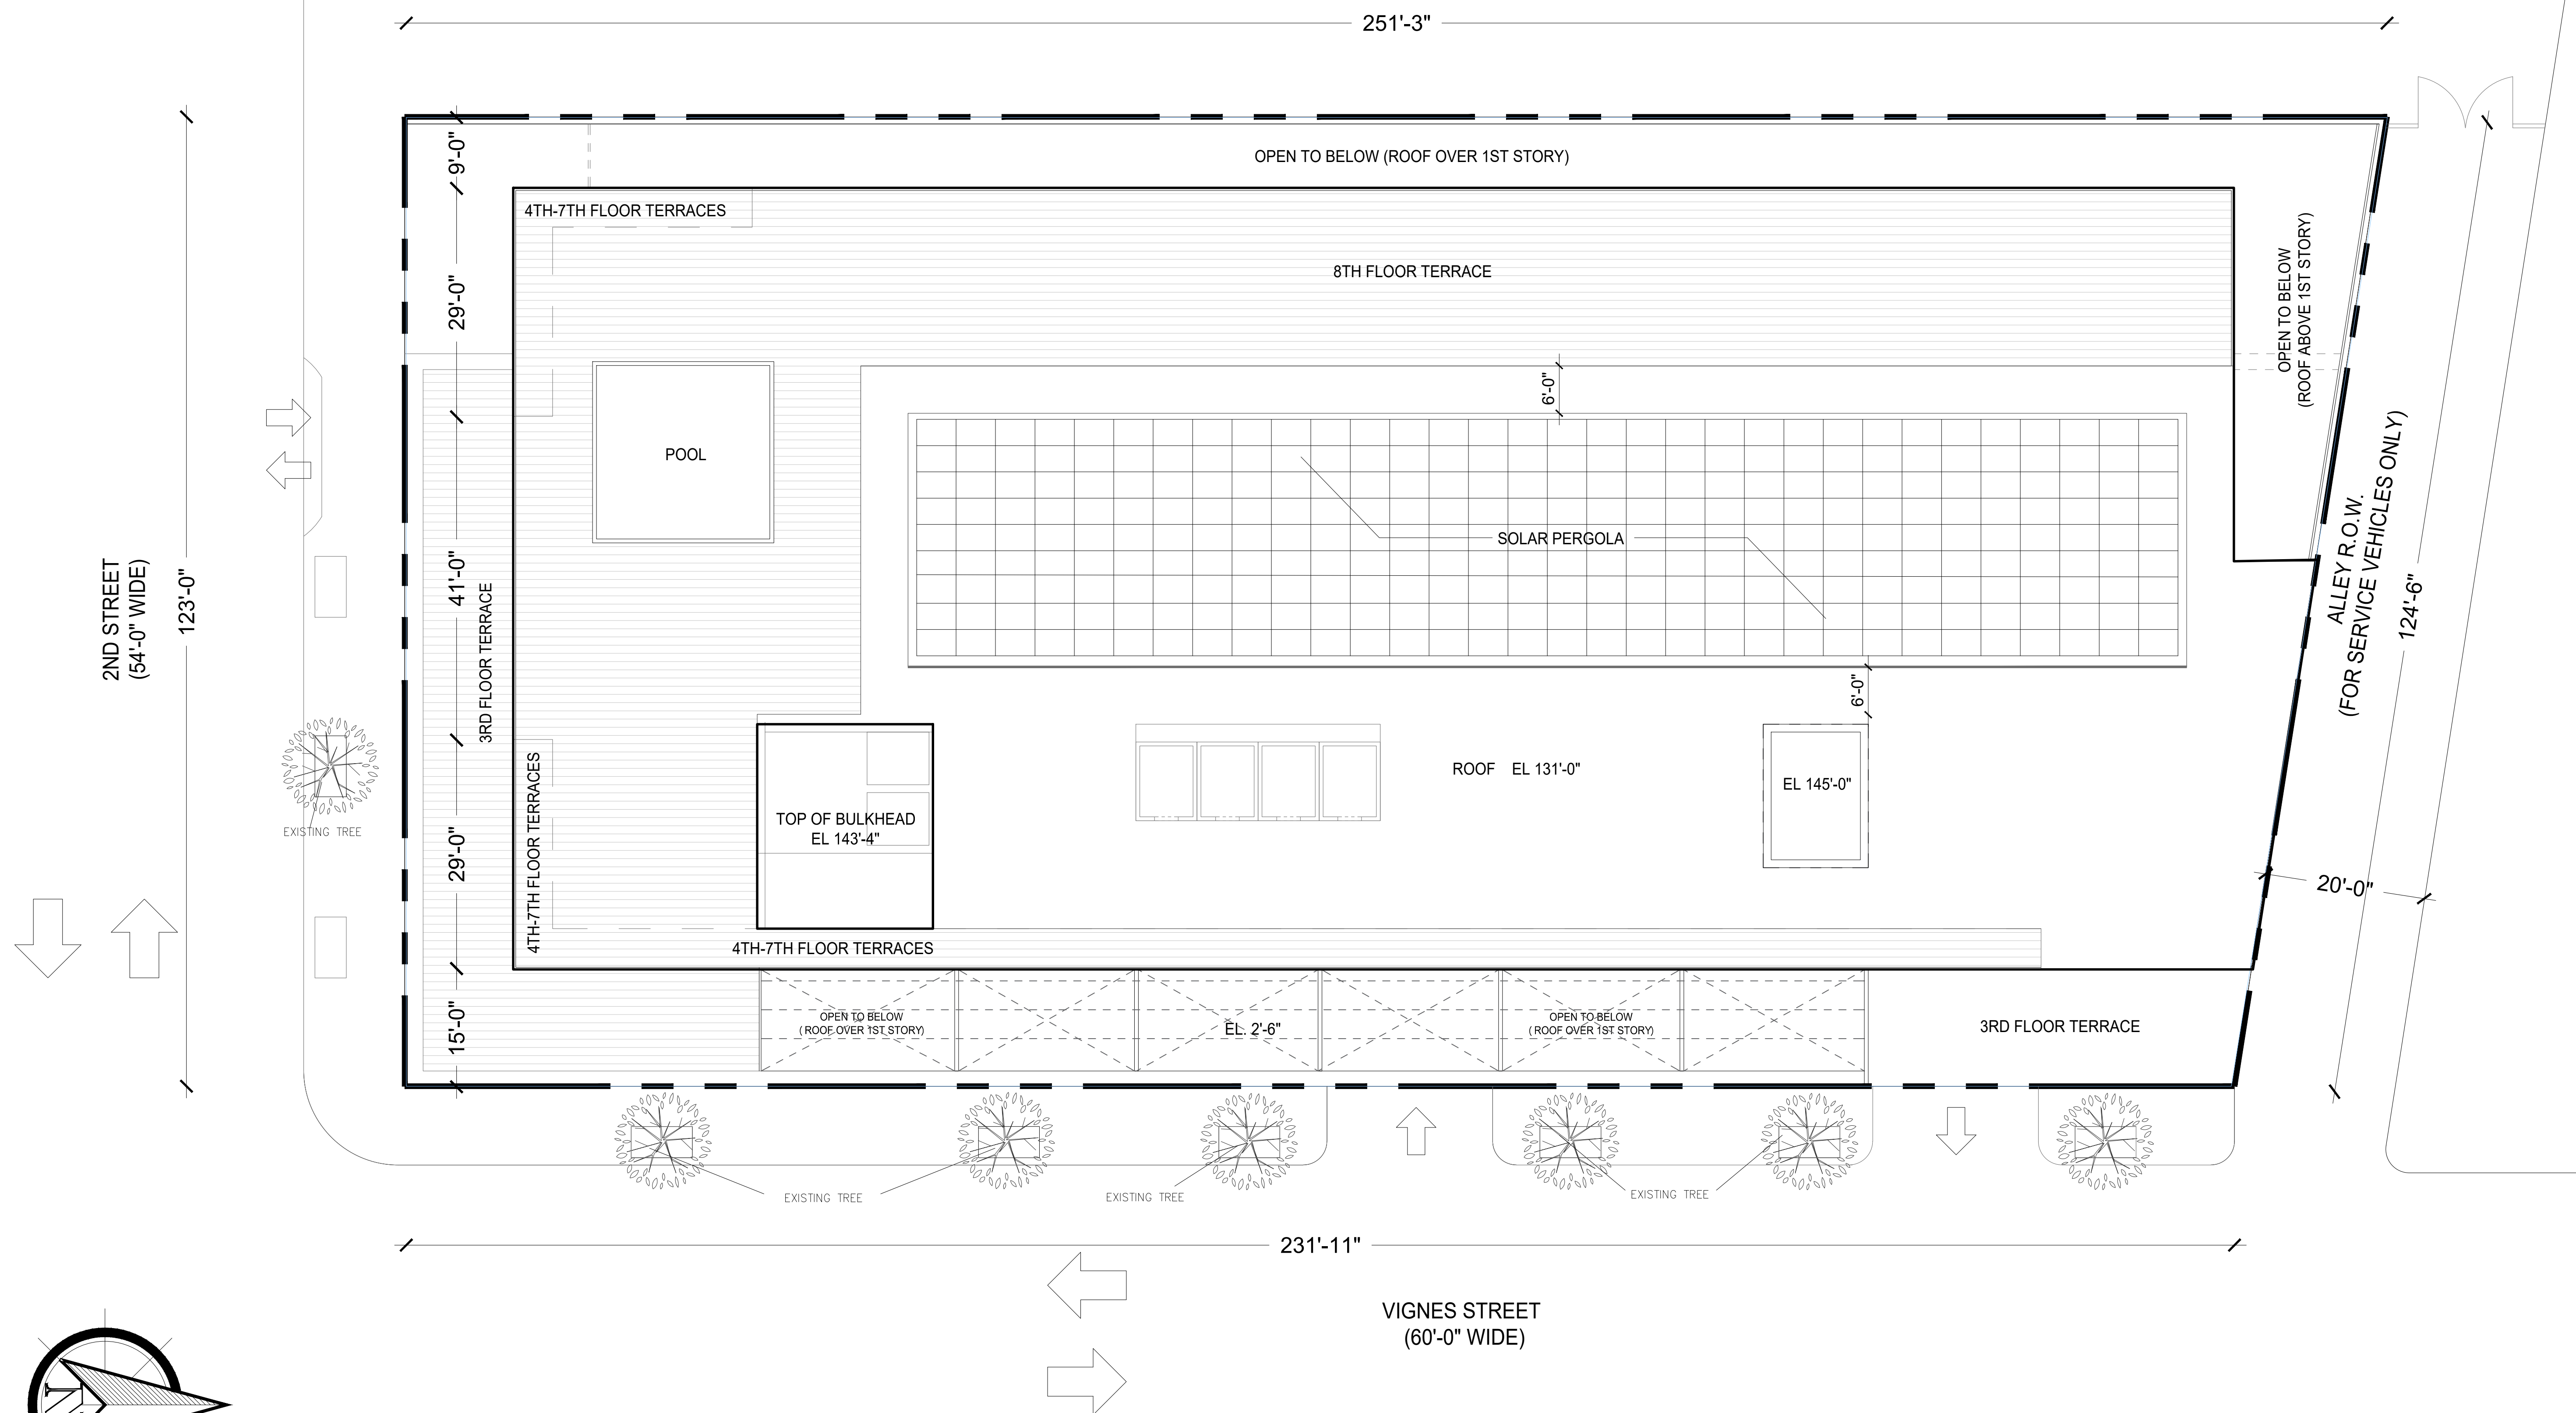 251'-3"
9'-0"
OPEN TO BELOW (ROOF OVER 1ST STORY)
4TH-7TH FLOOR TERRACES
8TH FLOOR TERRACE
OPEN TO BELOW
(ROOF ABOVE 1ST STORY)
29'-0"
6'-0"
POOL
SOLAR PERGOLA
2ND STREET
(54'-0" WIDE)
123'-0"
41'-0"
3RD FLOOR TERRACE
ALLEY R.O.W.
(FOR SERVICE VEHICLES ONLY)
124'-6"
6'-0"
ROOF EL 131'-0"
EL 145'-0"
TOP OF BULKHEAD
EL 143'-4"
EXISTING TREE
29'-0"
4TH-7TH FLOOR TERRACES
20'-0"
4TH-7TH FLOOR TERRACES
15'-0"
OPEN TO BELOW
( ROOF OVER 1ST STORY)
EL. 2'-6"
OPEN TO BELOW
( ROOF OVER 1ST STORY)
3RD FLOOR TERRACE
EXISTING TREE
EXISTING TREE
EXISTING TREE
231'-11"
VIGNES STREET
(60'-0" WIDE)